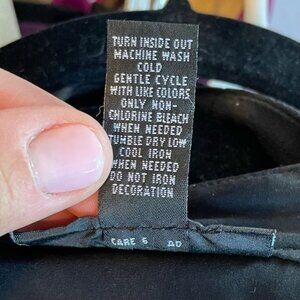 TURN INSIDE OUT
MACHINE WASH
COLD
GENTLE CYCLE
WITH LIKE COLORS
ONLY NON-
CHLORINE BLEACH
WHEN NEEDED
TUMBLE DRY LOW
COOL IRON
WHEN NEEDED
DO NOT IRON
DECORATION
CARE 6 AD